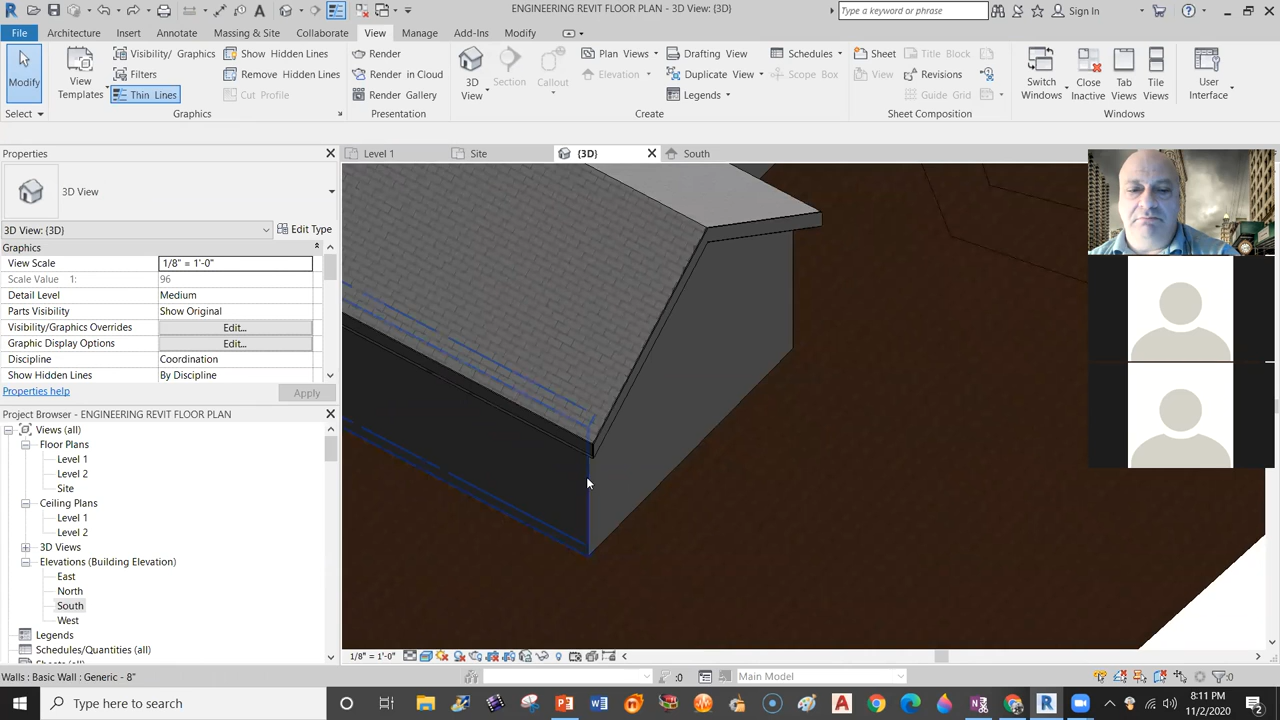 ENGINEERING REVIT FLOOR PLAN - 3D View: {3D}
Type a keyword or phrase
Sign In
File Architecture Insert Annotate Massing & Site Collaborate View Manage Add-Ins Modify
Modify
View Templates
Visibility/ Graphics
Filters
Thin Lines
Show Hidden Lines
Remove Hidden Lines
Cut Profile
Render
Render in Cloud
Render Gallery
3D View
Section
Callout
Plan Views
Elevation
Drafting View
Duplicate View
Legends
Schedules
Scope Box
Sheet
View
Title Block
Revisions
Guide Grid
Switch Windows
Close Inactive
Tab Views
Tile Views
User Interface
Select Graphics Presentation Create Sheet Composition Windows
Properties
Level 1 Site {3D} South
3D View
3D View: {3D} Edit Type
Graphics
View Scale 1/8" = 1'-0"
Scale Value 1: 96
Detail Level Medium
Parts Visibility Show Original
Visibility/Graphics Overrides Edit...
Graphic Display Options Edit...
Discipline Coordination
Show Hidden Lines By Discipline
Properties help Apply
Project Browser - ENGINEERING REVIT FLOOR PLAN
Views (all)
Floor Plans
Level 1
Level 2
Site
Ceiling Plans
Level 1
Level 2
3D Views
Elevations (Building Elevation)
East
North
South
West
Legends
Schedules/Quantities (all)
Sheets (all)
1/8" = 1'-0"
Walls : Basic Wall : Generic - 8"
:0
Main Model
:0
Type here to search
8:11 PM
11/2/2020
2